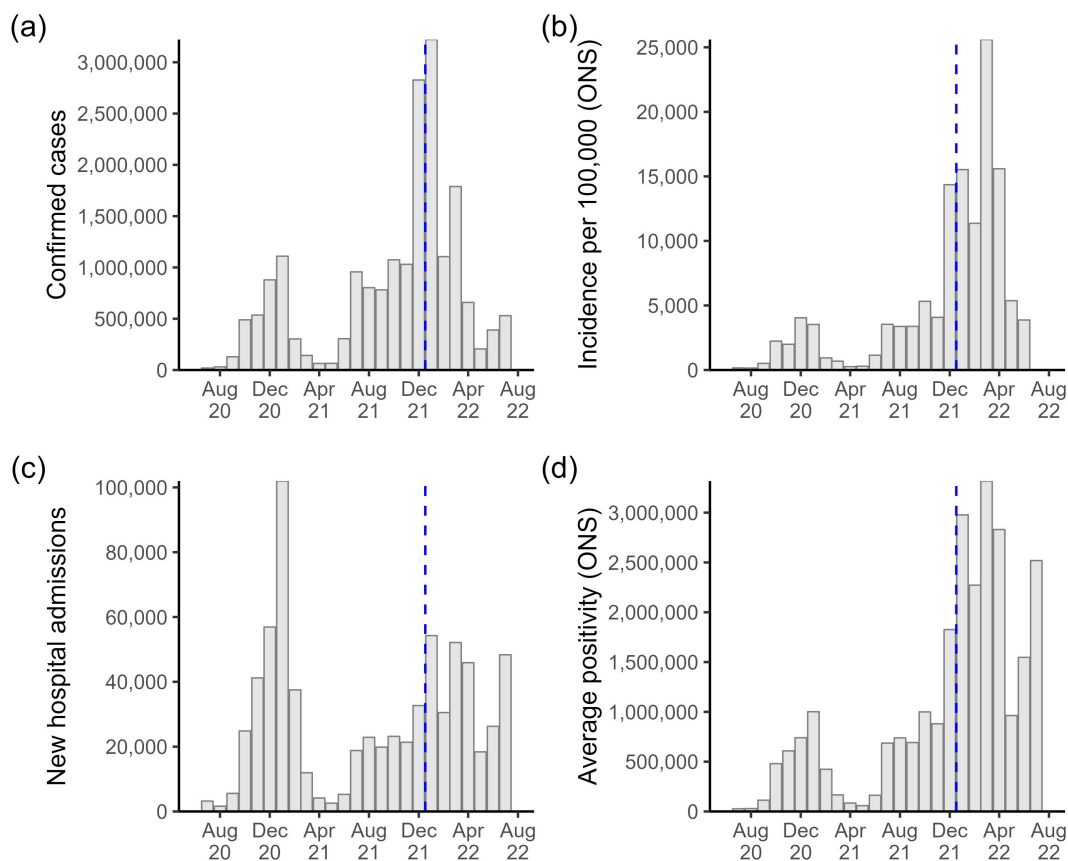 (a)
Confirmed cases
3,000,000
2,500,000
2,000,000
1,500,000
1,000,000
500,000
0
Aug Dec Apr Aug Dec Apr Aug
20 20 21 21 21 22 22
(b)
Incidence per 100,000 (ONS)
25,000
20,000
15,000
10,000
5,000
0
Aug Dec Apr Aug Dec Apr Aug
20 20 21 21 21 22 22
(c)
New hospital admissions
100,000
80,000
60,000
40,000
20,000
0
Aug Dec Apr Aug Dec Apr Aug
20 20 21 21 21 22 22
(d)
Average positivity (ONS)
3,000,000
2,500,000
2,000,000
1,500,000
1,000,000
500,000
0
Aug Dec Apr Aug Dec Apr Aug
20 20 21 21 21 22 22